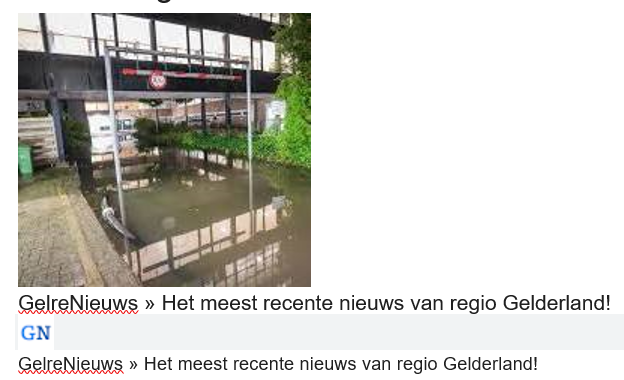 GelreNieuws » Het meest recente nieuws van regio Gelderland!
GN
GelreNieuws » Het meest recente nieuws van regio Gelderland!